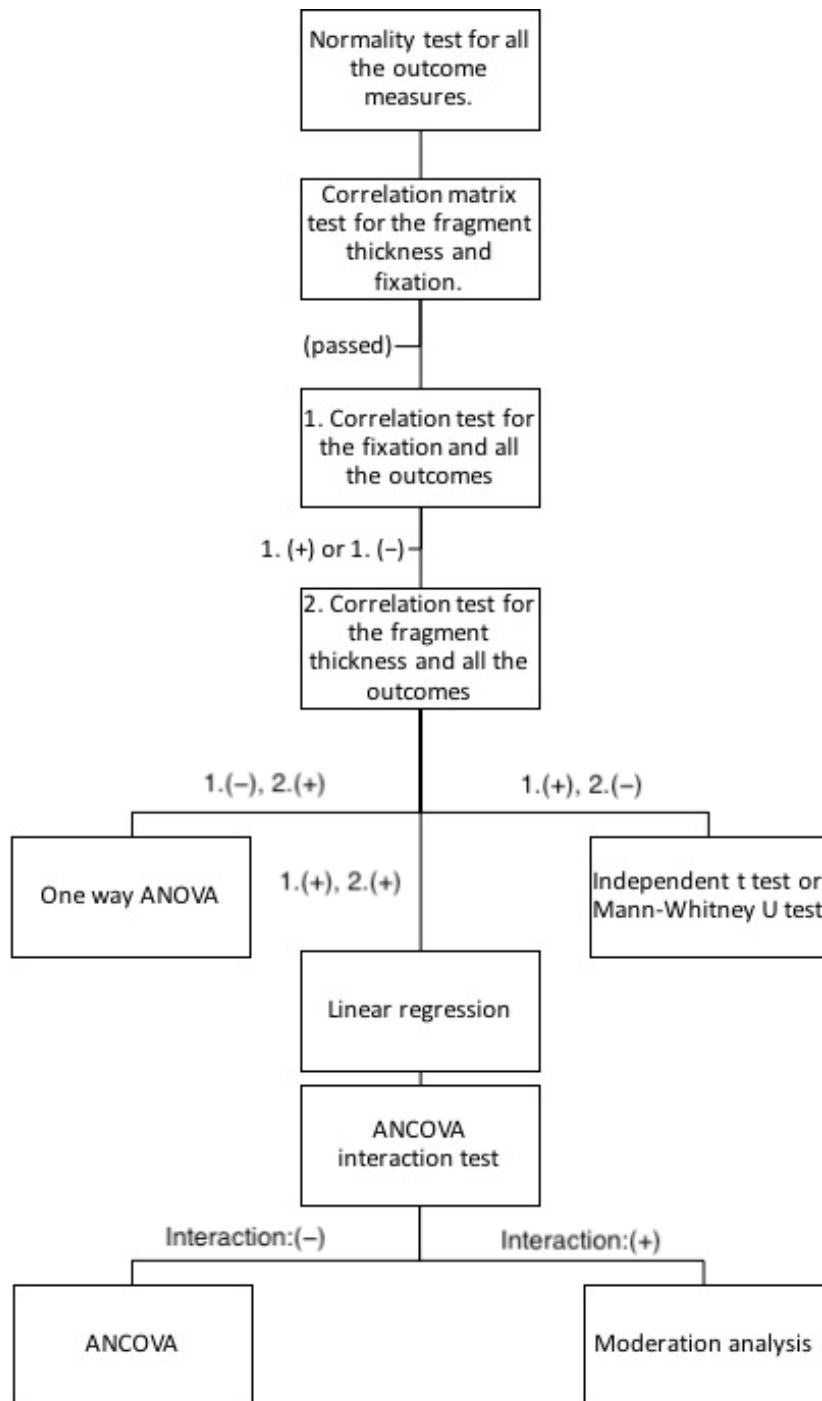 Normality test for all
the outcome
measures.
Correlation matrix
test for the fragment
thickness and
fixation.
(passed)
1. Correlation test for
the fixation and all
the outcomes
1. (+) or 1. (−)
2. Correlation test for
the fragment
thickness and all the
outcomes
1.(−), 2.(+)
1.(+), 2.(−)
One way ANOVA
1.(+), 2.(+)
Independent t test or
Mann-Whitney U test
Linear regression
ANCOVA
interaction test
Interaction:(−)
Interaction:(+)
ANCOVA
Moderation analysis